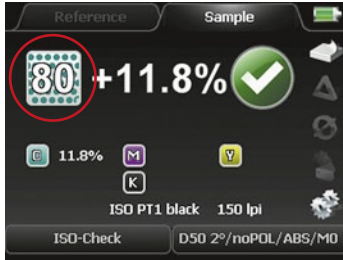 Reference Sample
80 +11.8%
C 11.8% M Y
K
ISO PT1 black 150 lpi
ISO-Check D50 2°/noPOL/ABS/M0